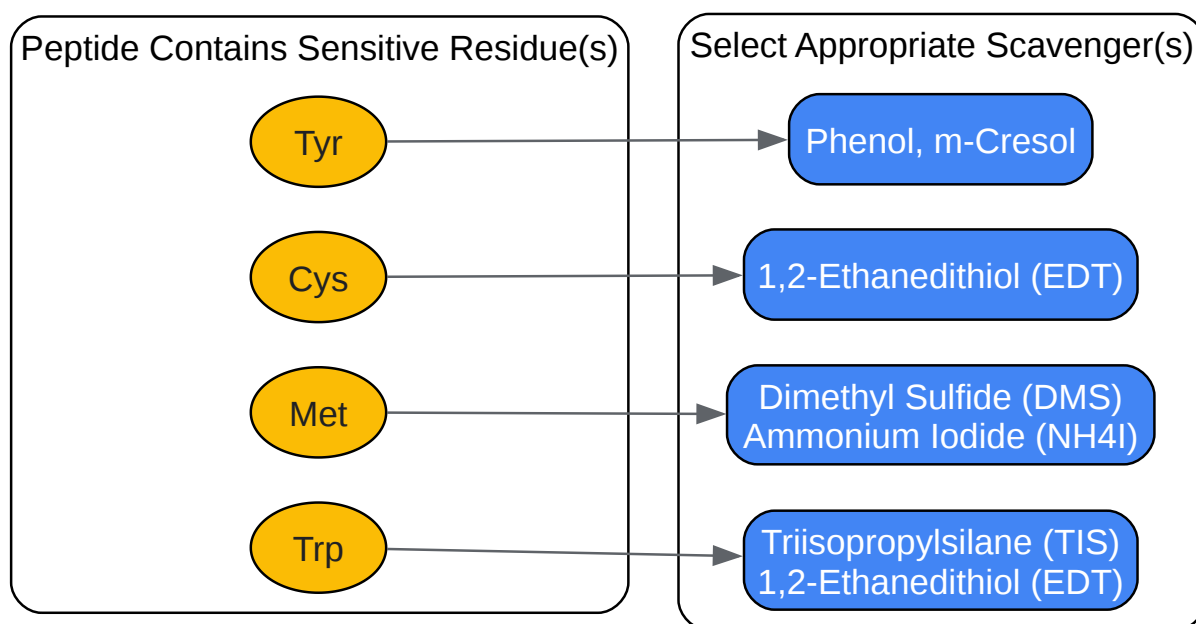 Peptide Contains Sensitive Residue(s)
Select Appropriate Scavenger(s)
Tyr
Phenol, m-Cresol
Cys
1,2-Ethanedithiol (EDT)
Met
Dimethyl Sulfide (DMS)
Ammonium Iodide (NH4I)
Trp
Triisopropylsilane (TIS)
1,2-Ethanedithiol (EDT)